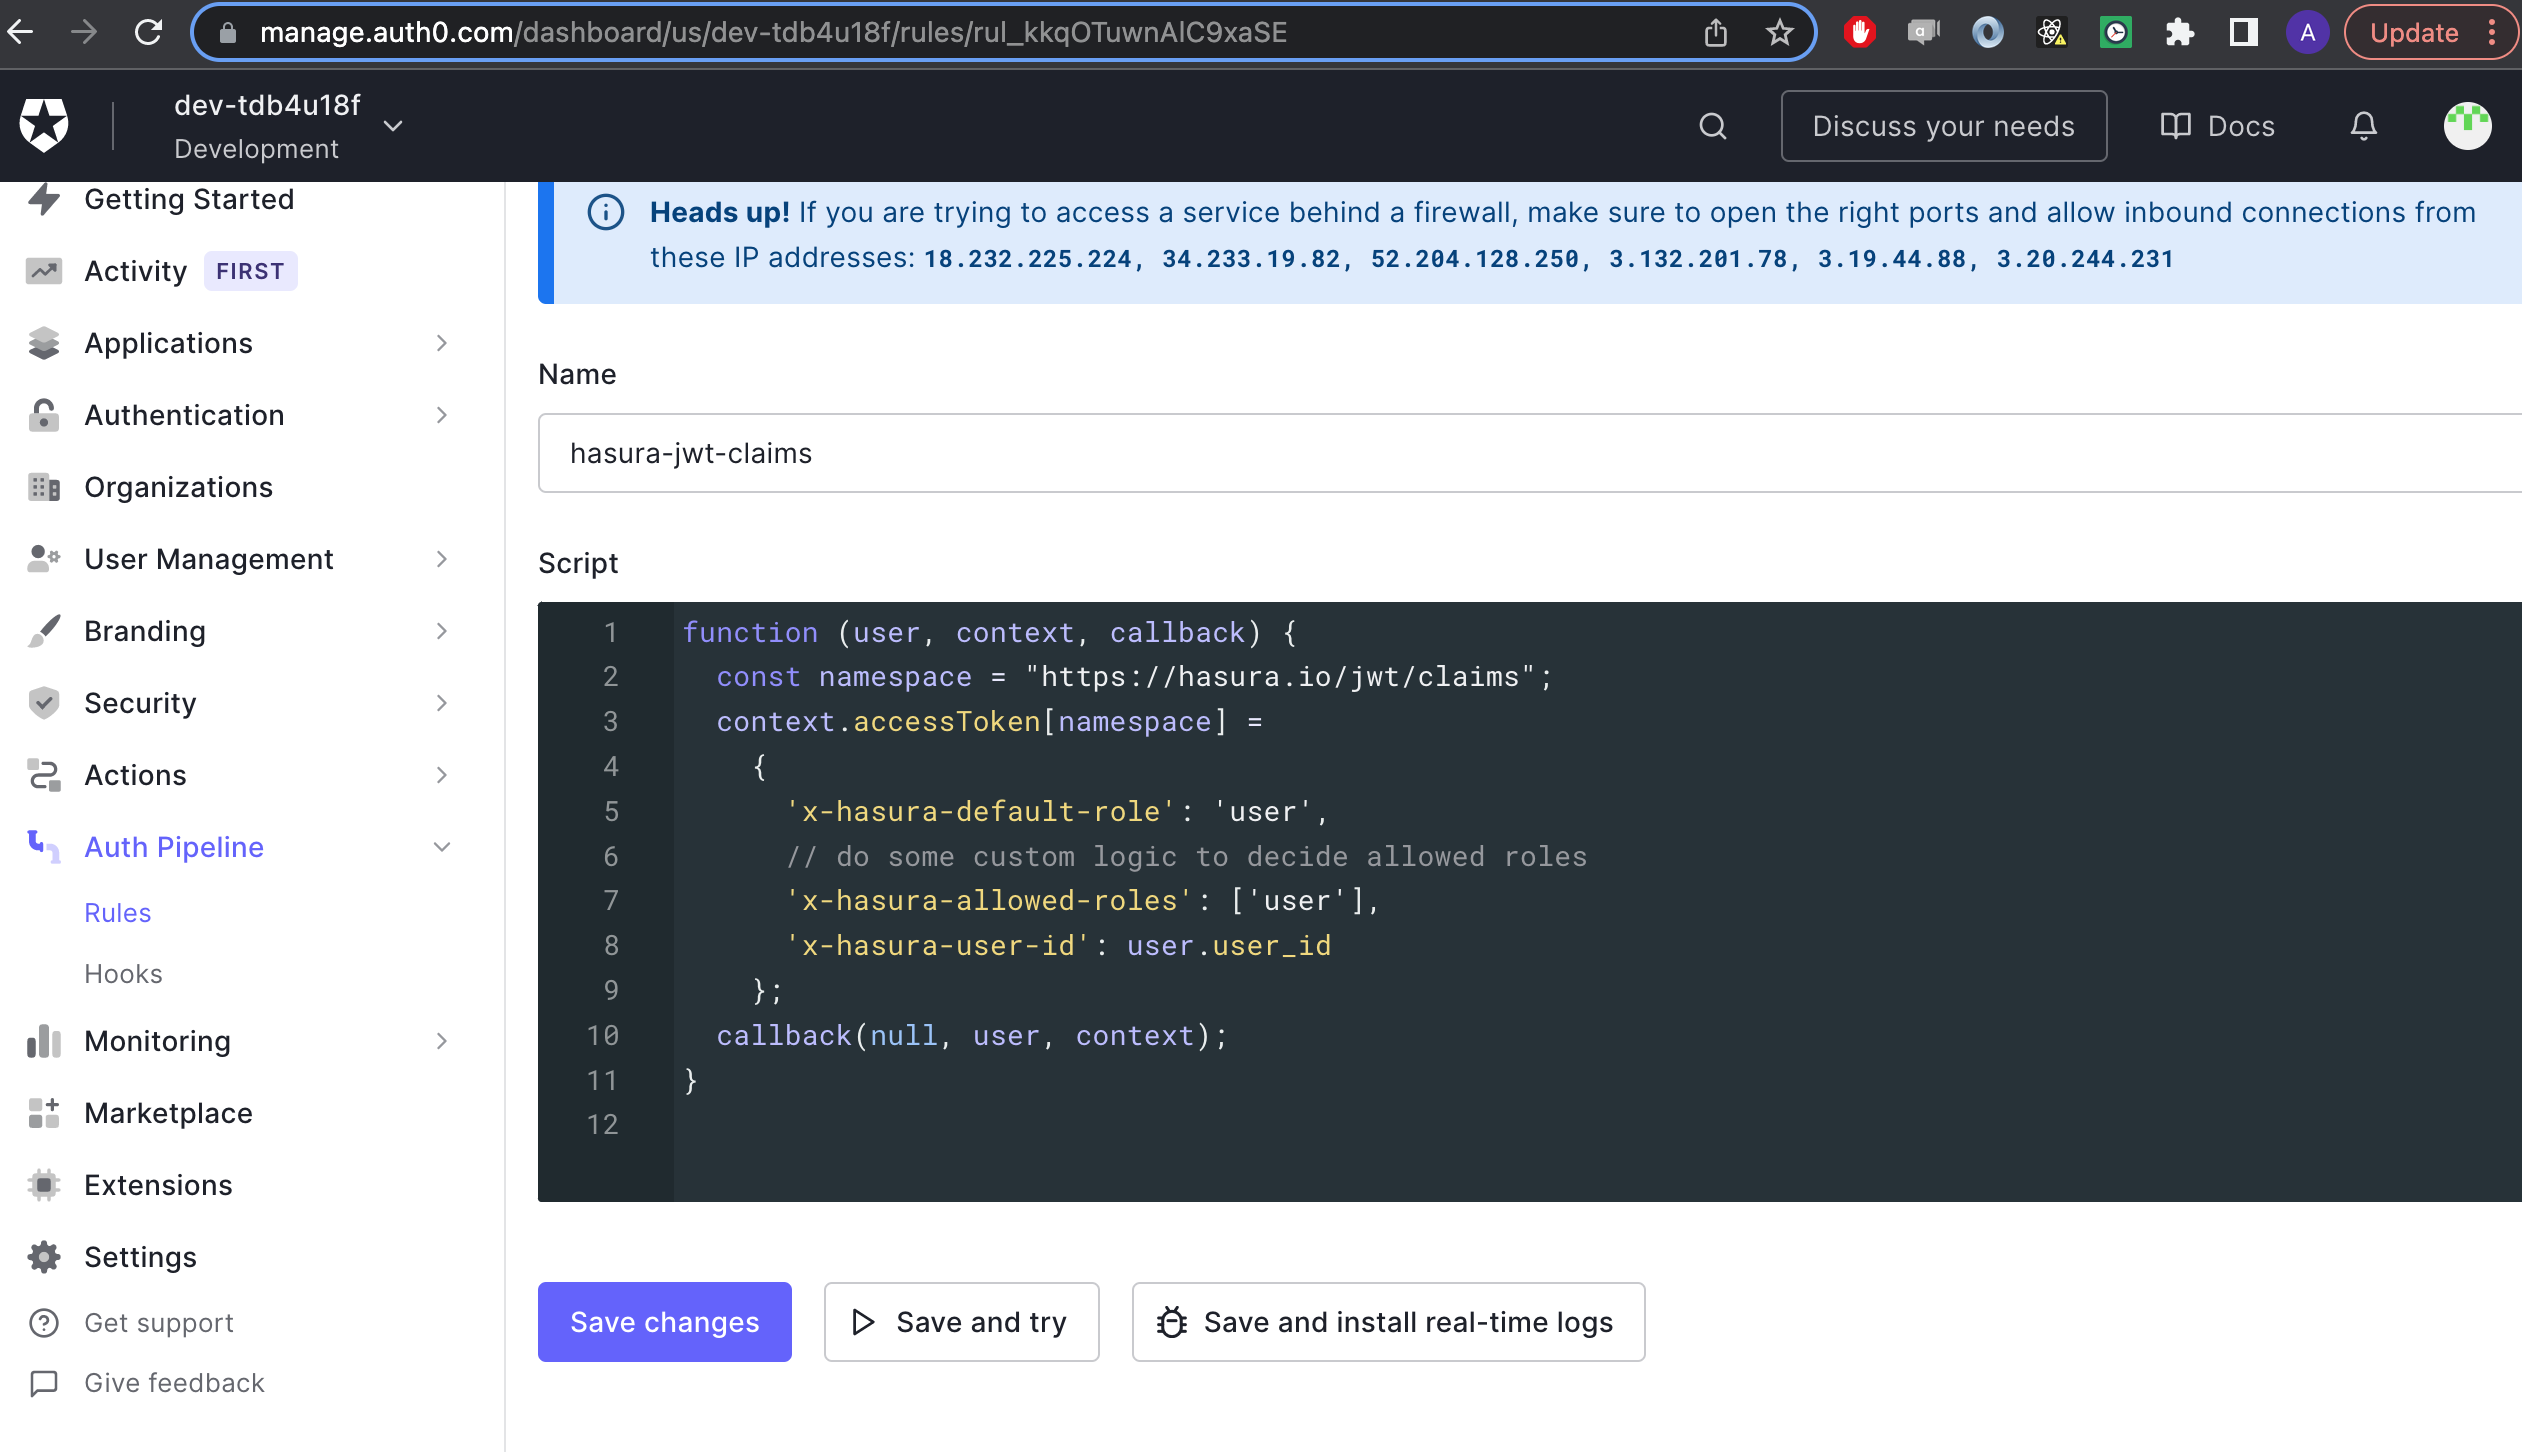 manage.auth0.com/dashboard/us/dev-tdb4u18f/rules/rul_kkqOTuwnAlC9xaSE
A
Update
dev-tdb4u18f
Development
Discuss your needs
Docs
Getting Started
Activity FIRST
Applications
Authentication
Organizations
User Management
Branding
Security
Actions
Auth Pipeline
Rules
Hooks
Monitoring
Marketplace
Extensions
Settings
Get support
Give feedback
Heads up! If you are trying to access a service behind a firewall, make sure to open the right ports and allow inbound connections from
these IP addresses: 18.232.225.224, 34.233.19.82, 52.204.128.250, 3.132.201.78, 3.19.44.88, 3.20.244.231
Name
hasura-jwt-claims
Script
1 function (user, context, callback) {
2 const namespace = "https://hasura.io/jwt/claims";
3 context.accessToken[namespace] =
4 {
5 'x-hasura-default-role': 'user',
6 // do some custom logic to decide allowed roles
7 'x-hasura-allowed-roles': ['user'],
8 'x-hasura-user-id': user.user_id
9 };
10 callback(null, user, context);
11 }
12
Save changes
Save and try
Save and install real-time logs